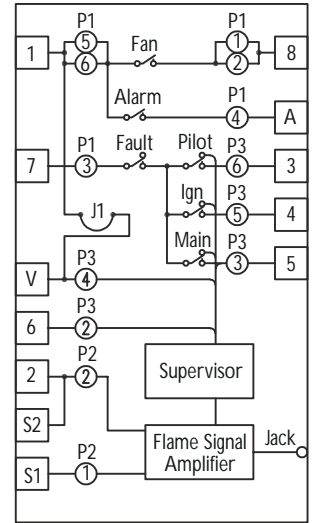 P1 P1
1 5 Fan 1 8
6 2
Alarm P1
4 A
P1 Fault Pilot P3
7 3 6 3
Ign P3
J1 5 4
Main P3
P3 3 5
V 4
P3
6 2
P2
2 2 Supervisor
S2
P2 Flame Signal Jack
S1 1 Amplifier